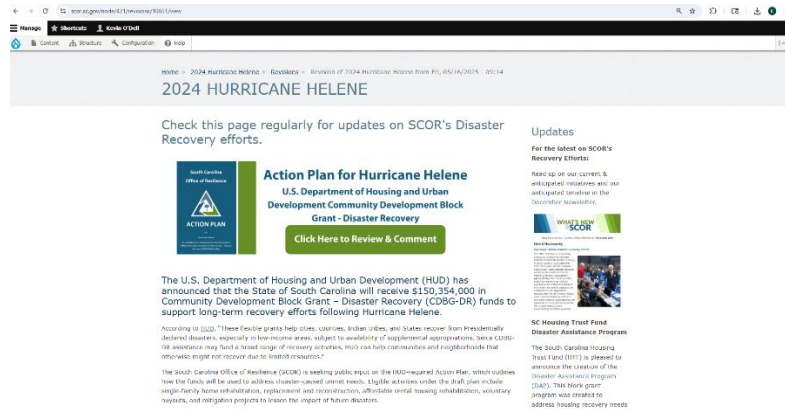 scor.sc.gov/node/421/revisions/10853/view
Manage Shortcuts Kevin O'Dell
Content Structure Configuration Help
Home > 2024 Hurricane Helene > Revisions > Revision of 2024 Hurricane Helene from Fri, 05/16/2025 - 09:14
2024 HURRICANE HELENE
Check this page regularly for updates on SCOR's Disaster
Recovery efforts.
South Carolina
Office of Resilience
ACTION PLAN
Action Plan for Hurricane Helene
U.S. Department of Housing and Urban
Development Community Development Block
Grant - Disaster Recovery
Click Here to Review & Comment
The U.S. Department of Housing and Urban Development (HUD) has
announced that the State of South Carolina will receive $150,354,000 in
Community Development Block Grant – Disaster Recovery (CDBG-DR) funds to
support long-term recovery efforts following Hurricane Helene.
According to HUD, "These flexible grants help cities, counties, Indian tribes, and States recover from Presidentially
declared disasters, especially in low-income areas, subject to availability of supplemental appropriations. Since CDBG-
DR assistance may fund a broad range of recovery activities, HUD can help communities and neighborhoods that
otherwise might not recover due to limited resources."
The South Carolina Office of Resilience (SCOR) is seeking public input on the HUD-required Action Plan, which outlines
how the funds will be used to address disaster-caused unmet needs. Eligible activities under the draft plan include
single-family home rehabilitation, replacement and reconstruction, affordable rental housing rehabilitation, voluntary
buyouts, and mitigation projects to lessen the impact of future disasters.
Updates
For the latest on SCOR's
Recovery Efforts:
Read up on our current &
anticipated initiatives and our
anticipated timeline in the
December Newsletter.
WHAT'S NEW
@SCOR
SC Housing Trust Fund
Disaster Assistance Program
The South Carolina Housing
Trust Fund (HTF) is pleased to
announce the creation of the
Disaster Assistance Program
(DAP). This block grant
program was created to
address housing recovery needs